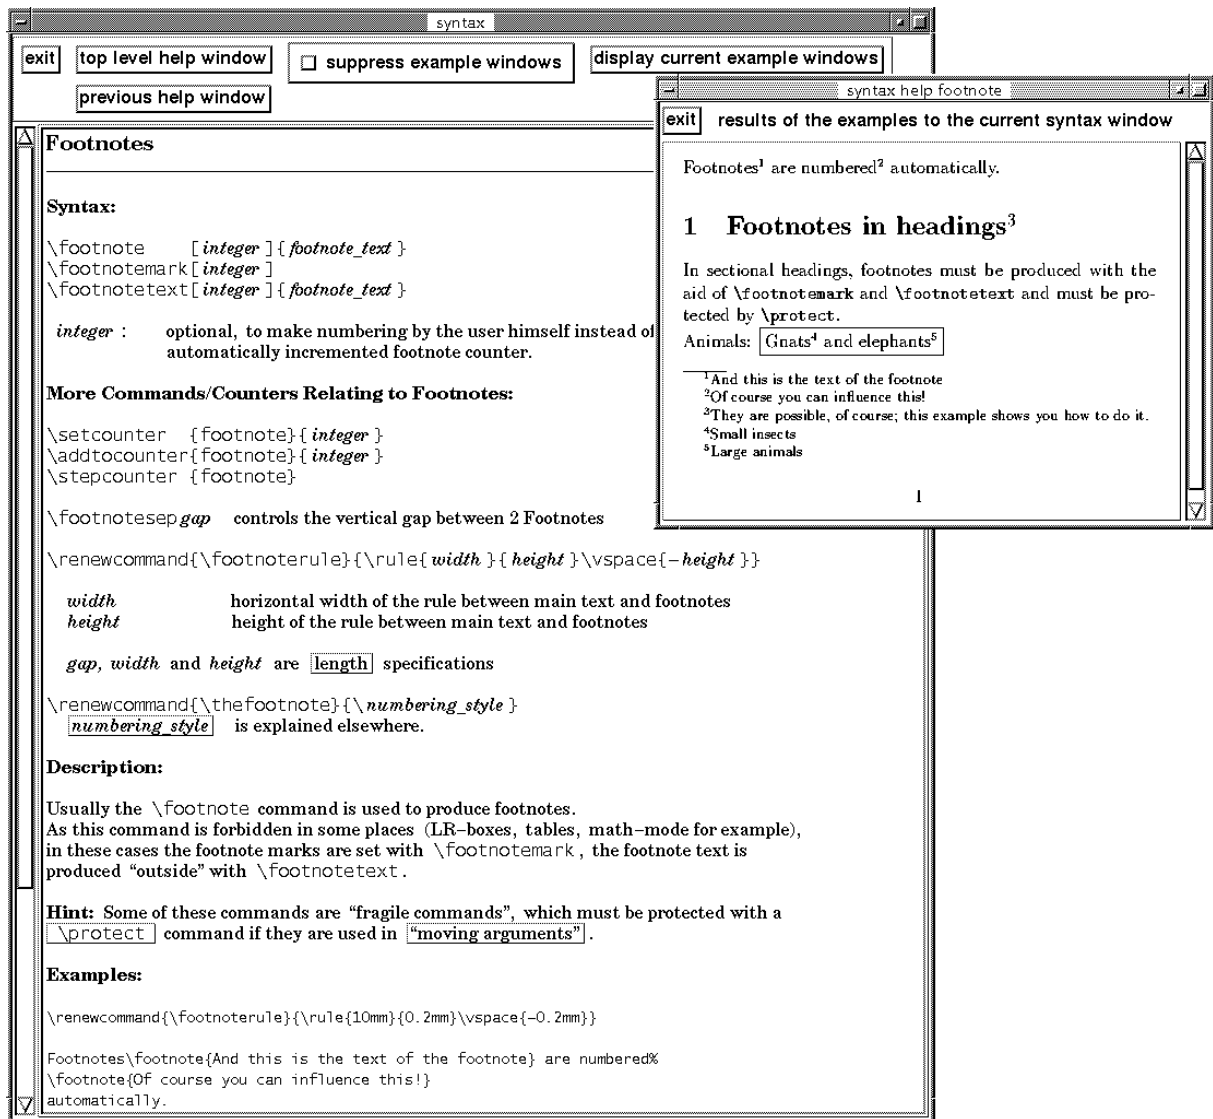 syntax
exit
top level help window
suppress example windows
display current example windows
previous help window
Footnotes
Syntax:
\footnote [integer]{footnote_text}
\footnotemark[integer]
\footnotetext[integer]{footnote_text}
integer : optional, to make numbering by the user himself instead of
automatically incremented footnote counter.
More Commands/Counters Relating to Footnotes:
\setcounter {footnote}{integer}
\addtocounter{footnote}{integer}
\stepcounter {footnote}
\footnotesep gap controls the vertical gap between 2 Footnotes
\renewcommand{\footnoterule}{\rule{width}{height}\vspace{-height}}
width horizontal width of the rule between main text and footnotes
height height of the rule between main text and footnotes
gap, width and height are length specifications
\renewcommand{\thefootnote}{\numbering_style}
numbering_style is explained elsewhere.
Description:
Usually the \footnote command is used to produce footnotes.
As this command is forbidden in some places (LR-boxes, tables, math-mode for example),
in these cases the footnote marks are set with \footnotemark, the footnote text is
produced “outside” with \footnotetext.
Hint: Some of these commands are “fragile commands”, which must be protected with a
\protect command if they are used in “moving arguments”.
Examples:
\renewcommand{\footnoterule}{\rule{10mm}{0.2mm}\vspace{-0.2mm}}
Footnotes\footnote{And this is the text of the footnote} are numbered%
\footnote{Of course you can influence this!}
automatically.
syntax help footnote
exit results of the examples to the current syntax window
Footnotes¹ are numbered² automatically.
1 Footnotes in headings³
In sectional headings, footnotes must be produced with the
aid of \footnotemark and \footnotetext and must be pro-
tected by \protect.
Animals: Gnats⁴ and elephants⁵
¹And this is the text of the footnote
²Of course you can influence this!
³They are possible, of course; this example shows you how to do it.
⁴Small insects
⁵Large animals
1